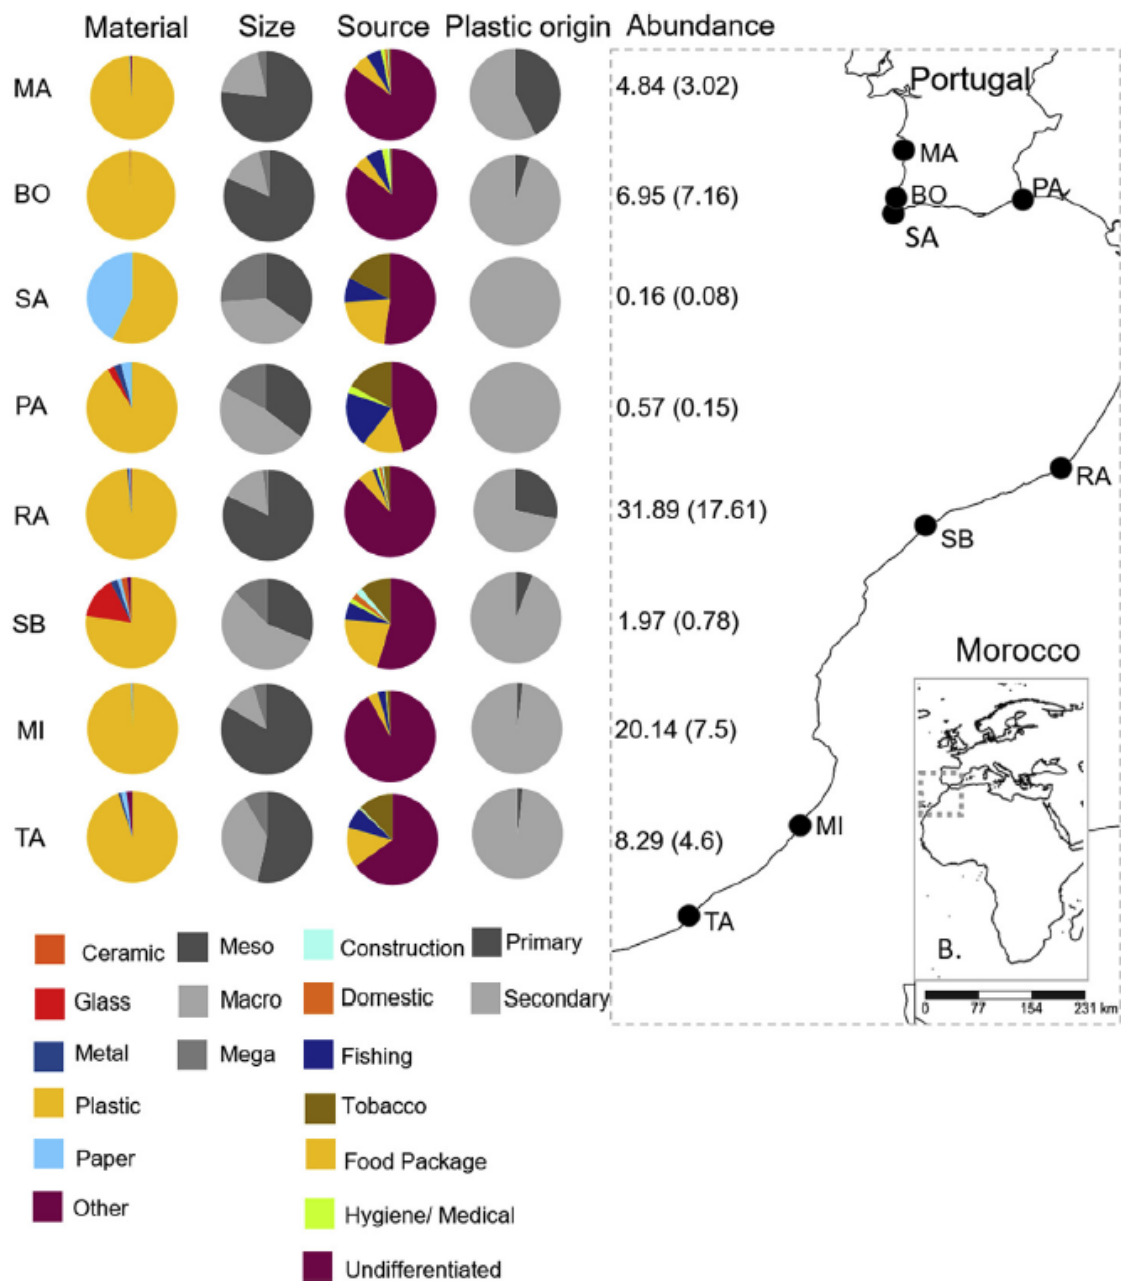 Material Size Source Plastic origin Abundance
MA 4.84 (3.02)
BO 6.95 (7.16)
SA 0.16 (0.08)
PA 0.57 (0.15)
RA 31.89 (17.61)
SB 1.97 (0.78)
MI 20.14 (7.5)
TA 8.29 (4.6)
Portugal
MA
BO
PA
SA
RA
SB
Morocco
MI
TA
B.
0 77 154 231 km
Ceramic
Glass
Metal
Plastic
Paper
Other
Meso
Macro
Mega
Construction
Domestic
Fishing
Tobacco
Food Package
Hygiene/ Medical
Undifferentiated
Primary
Secondary